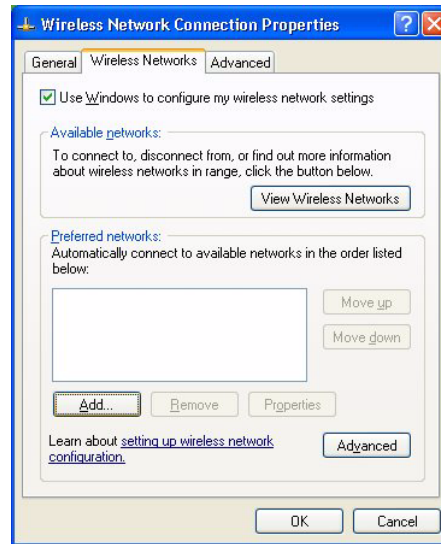 Wireless Network Connection Properties
General Wireless Networks Advanced
Use Windows to configure my wireless network settings
Available networks:
To connect to, disconnect from, or find out more information
about wireless networks in range, click the button below.
View Wireless Networks
Preferred networks:
Automatically connect to available networks in the order listed
below:
Move up
Move down
Add... Remove Properties
Learn about setting up wireless network
configuration.
Advanced
OK Cancel